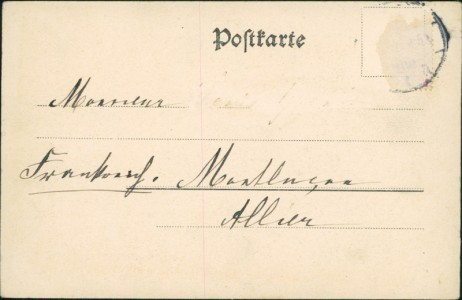 Postkarte
Monsieur
Frankreich. Montluçon
Allier